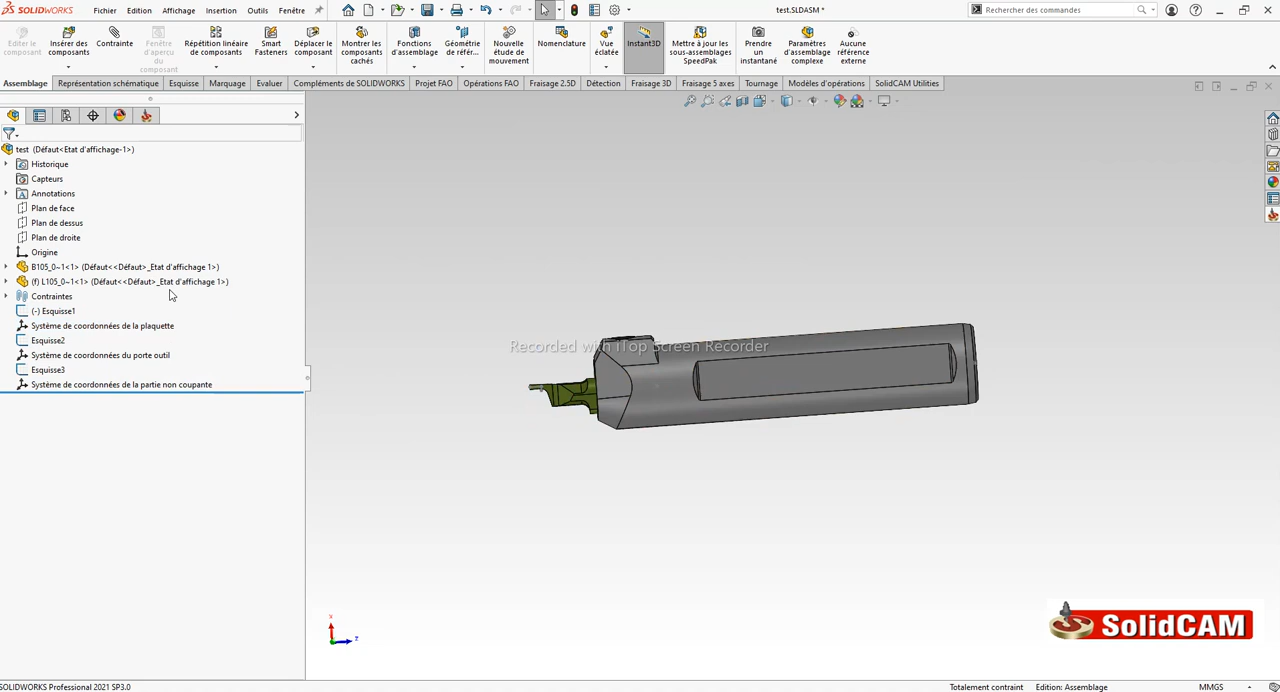 SOLIDWORKS Fichier Edition Affichage Insertion Outils Fenêtre test.SLDASM * Rechercher des commandes
Editer le composant
Insérer des composants
Contrainte
Fenêtre d'aperçu du composant
Répétition linéaire de composants
Smart Fasteners
Déplacer le composant
Montrer les composants cachés
Fonctions d'assemblage
Géométrie de référ...
Nouvelle étude de mouvement
Nomenclature
Vue éclatée
Instant3D
Mettre à jour les sous-assemblages SpeedPak
Prendre un instantané
Paramètres d'assemblage complexe
Aucune référence externe
Assemblage Représentation schématique Esquisse Marquage Evaluer Compléments de SOLIDWORKS Projet FAO Opérations FAO Fraisage 2.5D Détection Fraisage 3D Fraisage 5 axes Tournage Modèles d'opérations SolidCAM Utilities
test (Défaut<Etat d'affichage-1>)
Historique
Capteurs
Annotations
Plan de face
Plan de dessus
Plan de droite
Origine
B105_0~1<1> (Défaut<<Défaut>_Etat d'affichage 1>)
(f) L105_0~1<1> (Défaut<<Défaut>_Etat d'affichage 1>)
Contraintes
(-) Esquisse1
Système de coordonnées de la plaquette
Esquisse2
Système de coordonnées du porte outil
Esquisse3
Système de coordonnées de la partie non coupante
Recorded with iTop Screen Recorder
x
z
SolidCAM
SOLIDWORKS Professional 2021 SP3.0 Totalement contraint Edition: Assemblage MMGS